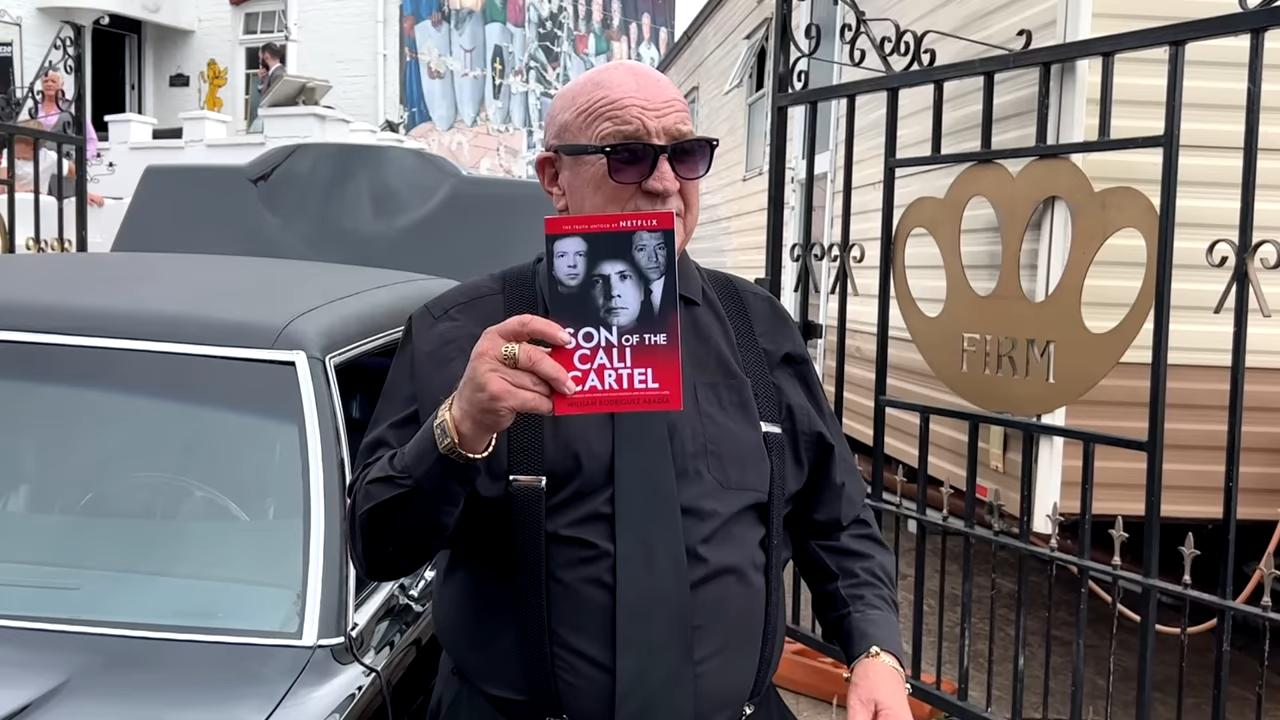 THE TRUTH UNTOLD BY NETFLIX
SON OF THE
CALI
CARTEL
WILLIAM RODRIGUEZ ABADIA
FIRM